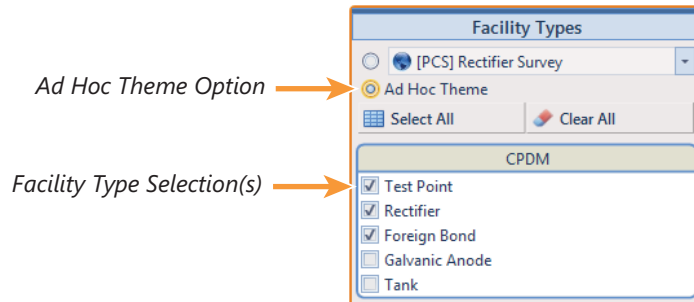 Facility Types
[PCS] Rectifier Survey
Ad Hoc Theme Option
Ad Hoc Theme
Select All Clear All
CPDM
Facility Type Selection(s)
Test Point
Rectifier
Foreign Bond
Galvanic Anode
Tank